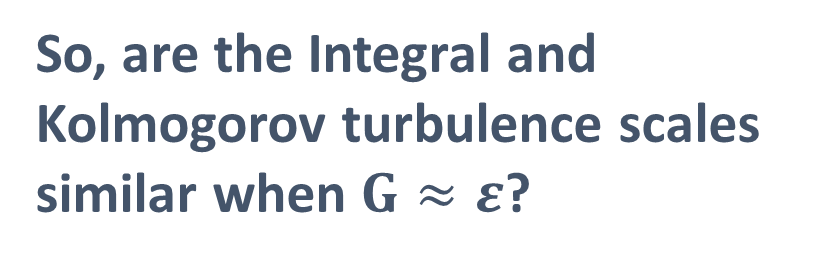 So, are the Integral and
Kolmogorov turbulence scales
similar when G ≈ ε?